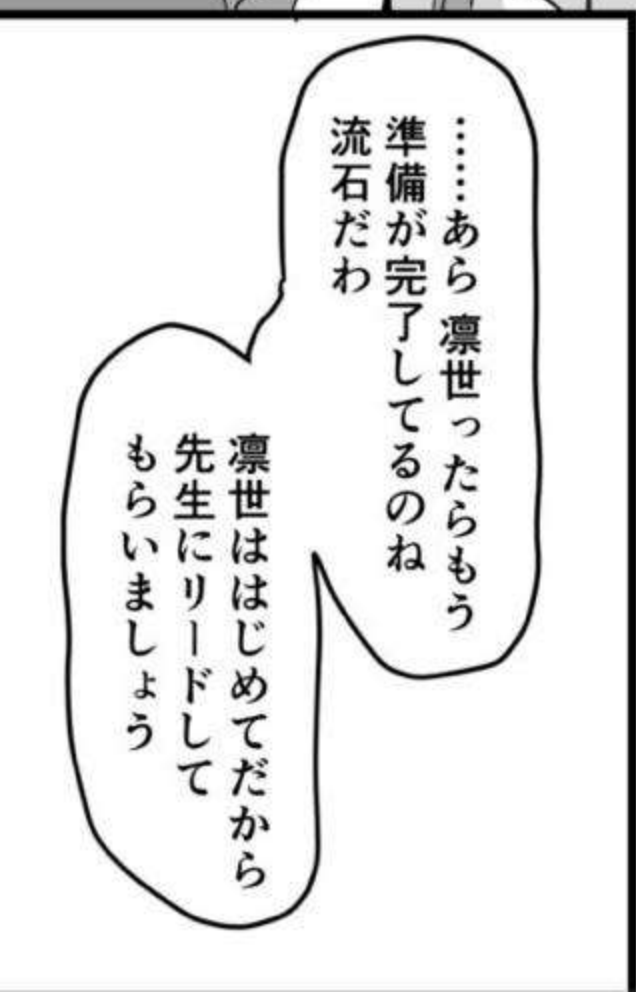 ……あら 凛世ったらもう
準備が完了してるのね
流石だわ
凛世ははじめてだから
先生にリードして
もらいましょう